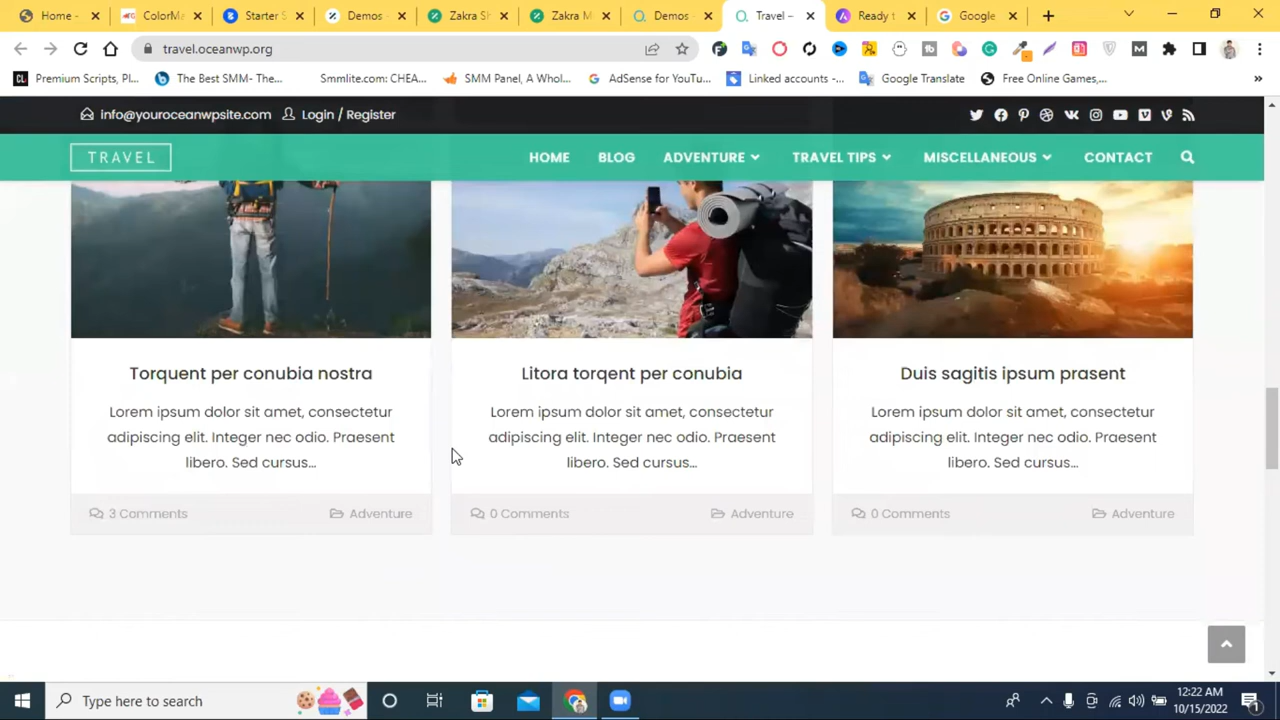 Home -
ColorMa
Starter S
Demos -
Zakra Sh
Zakra M
Demos
Travel –
Ready t
Google
travel.oceanwp.org
Premium Scripts, Pl...
The Best SMM- The...
Smmlite.com: CHEA...
SMM Panel, A Whol...
AdSense for YouTu...
Linked accounts -...
Google Translate
Free Online Games,...
»
info@youroceanwpsite.com
Login / Register
TRAVEL
HOME
BLOG
ADVENTURE
TRAVEL TIPS
MISCELLANEOUS
CONTACT
Torquent per conubia nostra
Lorem ipsum dolor sit amet, consectetur
adipiscing elit. Integer nec odio. Praesent
libero. Sed cursus...
3 Comments
Adventure
Litora torqent per conubia
Lorem ipsum dolor sit amet, consectetur
adipiscing elit. Integer nec odio. Praesent
libero. Sed cursus...
0 Comments
Adventure
Duis sagitis ipsum prasent
Lorem ipsum dolor sit amet, consectetur
adipiscing elit. Integer nec odio. Praesent
libero. Sed cursus...
0 Comments
Adventure
Type here to search
12:22 AM
10/15/2022